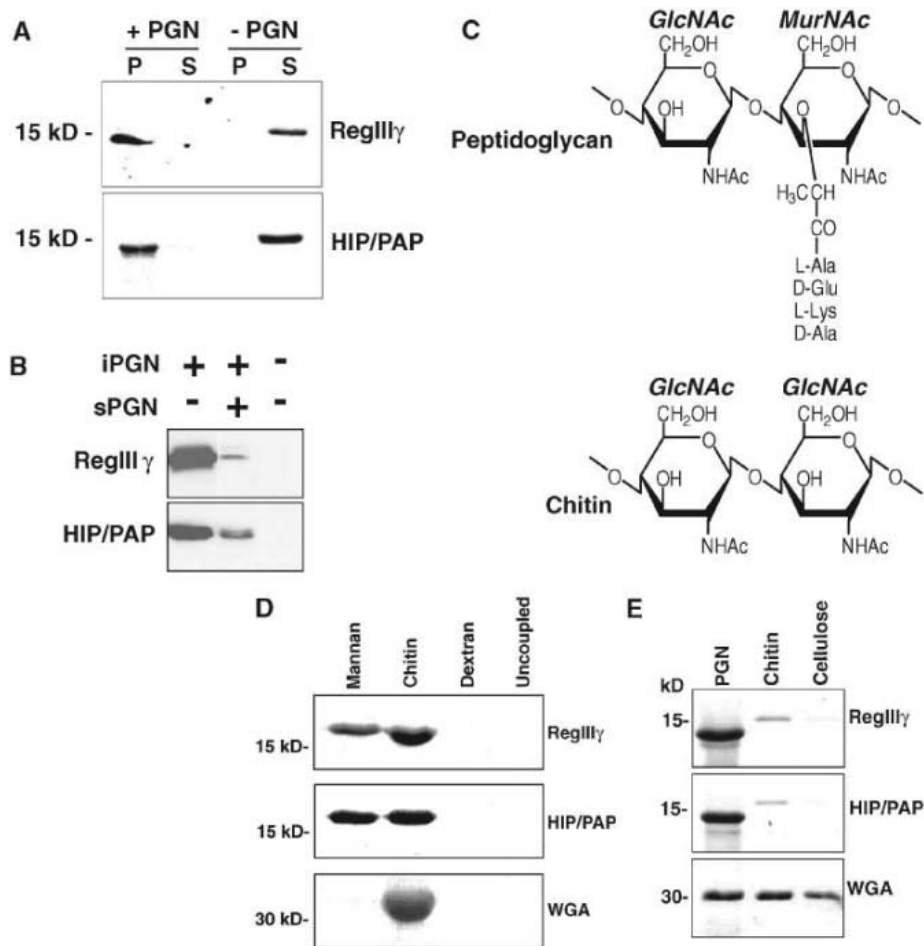 A
+ PGN - PGN
P S P S
15 kD - RegIIIγ
15 kD - HIP/PAP
B
iPGN + + -
sPGN - + -
RegIII γ
HIP/PAP
C
GlcNAc MurNAc
CH₂OH CH₂OH
O O
O OH O O O
Peptidoglycan
NHAc NHAc
H₃C CH
CO
L-Ala
D-Glu
L-Lys
D-Ala
GlcNAc GlcNAc
CH₂OH CH₂OH
O O
O OH O OH O
Chitin
NHAc NHAc
D
Mannan Chitin Dextran Uncoupled
15 kD- RegIIIγ
15 kD- HIP/PAP
30 kD- WGA
E
PGN Chitin Cellulose
kD
15- RegIIIγ
15- HIP/PAP
30- WGA